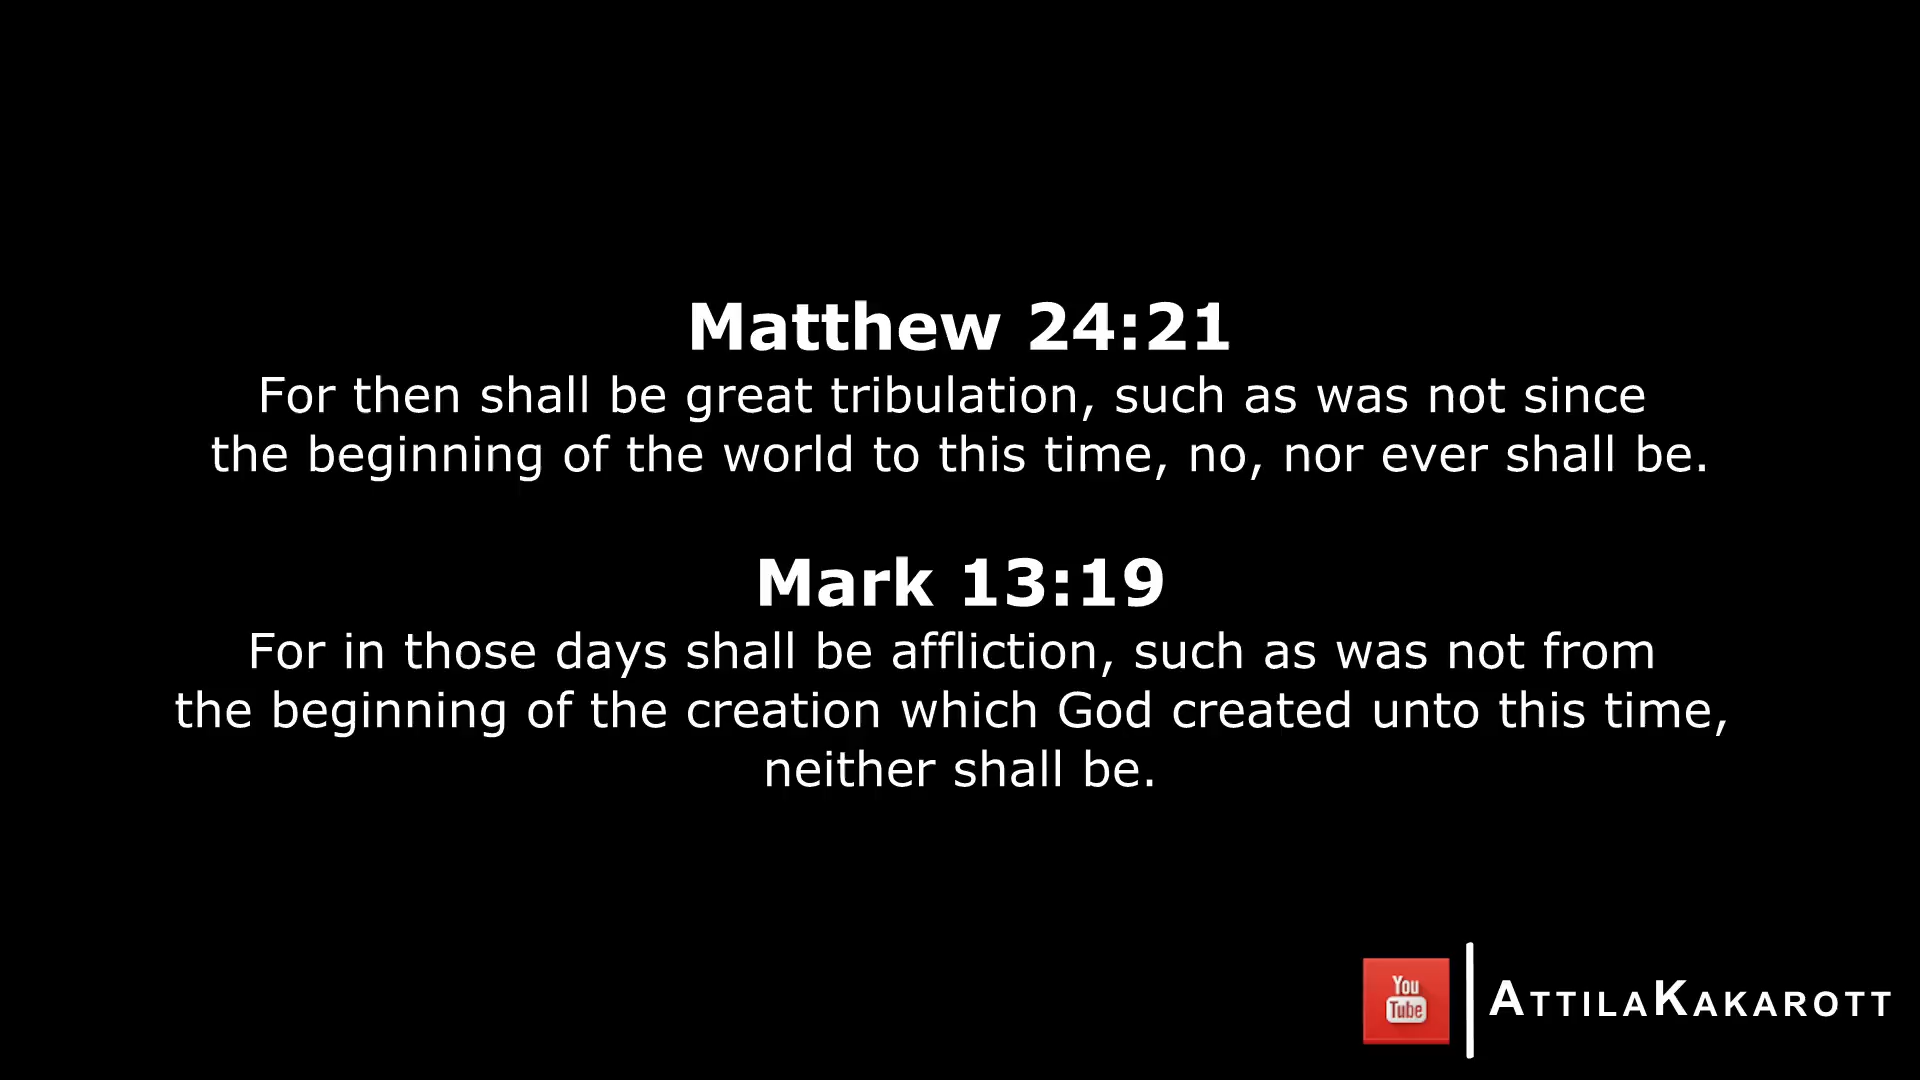 Matthew 24:21
For then shall be great tribulation, such as was not since
the beginning of the world to this time, no, nor ever shall be.
Mark 13:19
For in those days shall be affliction, such as was not from
the beginning of the creation which God created unto this time,
neither shall be.
You
Tube
AttilaKakarott